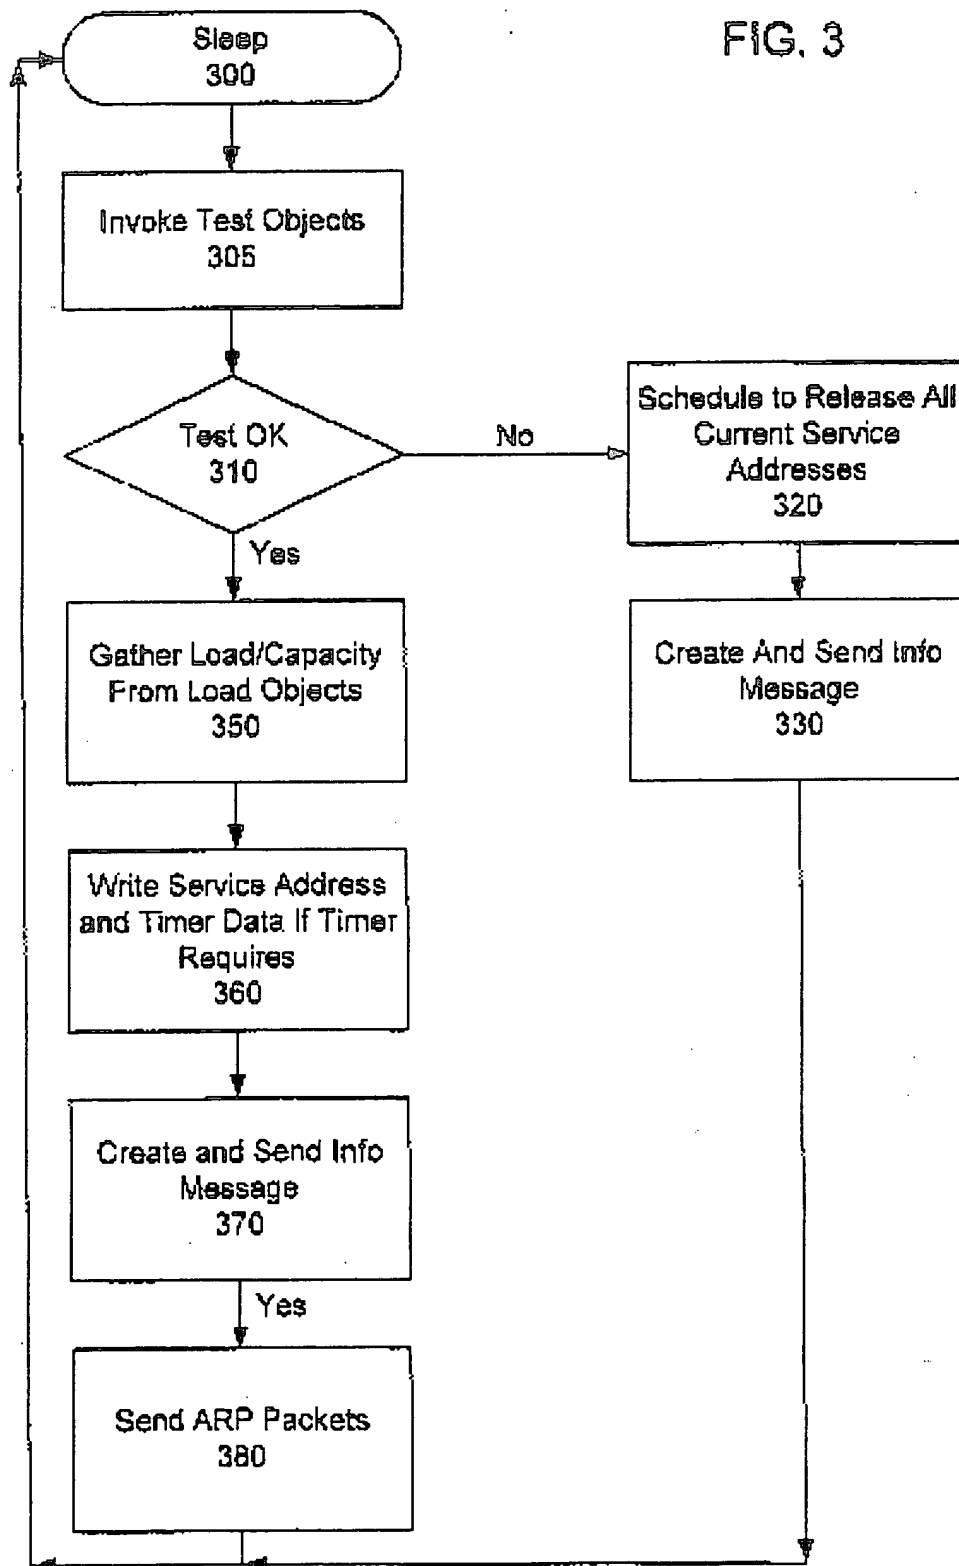 FIG. 3
Sleep
300
Invoke Test Objects
305
Test OK
310
No
Yes
Schedule to Release All
Current Service
Addresses
320
Gather Load/Capacity
From Load Objects
350
Create And Send Info
Message
330
Write Service Address
and Timer Data If Timer
Requires
360
Create and Send Info
Message
370
Yes
Send ARP Packets
380